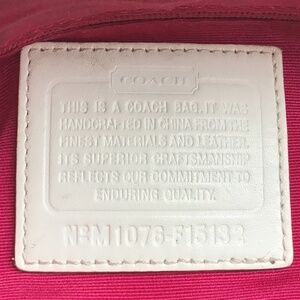 COACH
THIS IS A COACH BAG. IT WAS
HANDCRAFTED IN CHINA FROM THE
FINEST MATERIALS AND LEATHER.
ITS SUPERIOR CRAFTSMANSHIP
REFLECTS OUR COMMITMENT TO
ENDURING QUALITY.
Nº M1076-F15132